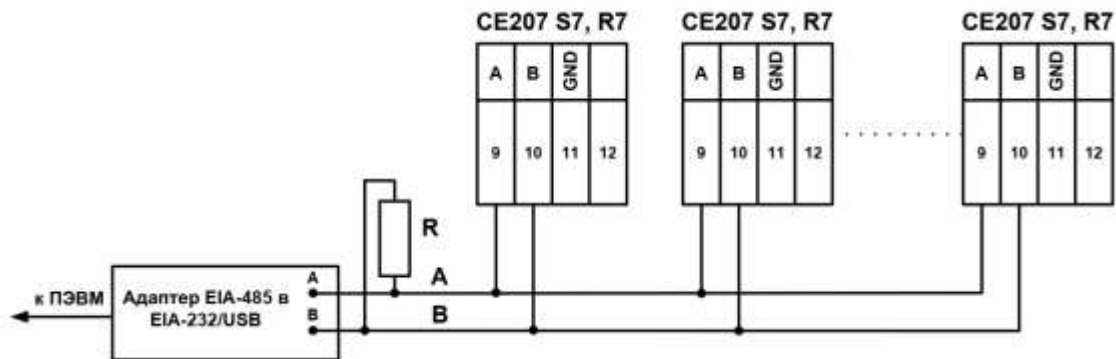 CE207 S7, R7 CE207 S7, R7 CE207 S7, R7
A B GND A B GND A B GND
9 10 11 12 9 10 11 12 9 10 11 12
R
A
B
к ПЭВМ
Адаптер EIA-485 в
EIA-232/USB
A
B